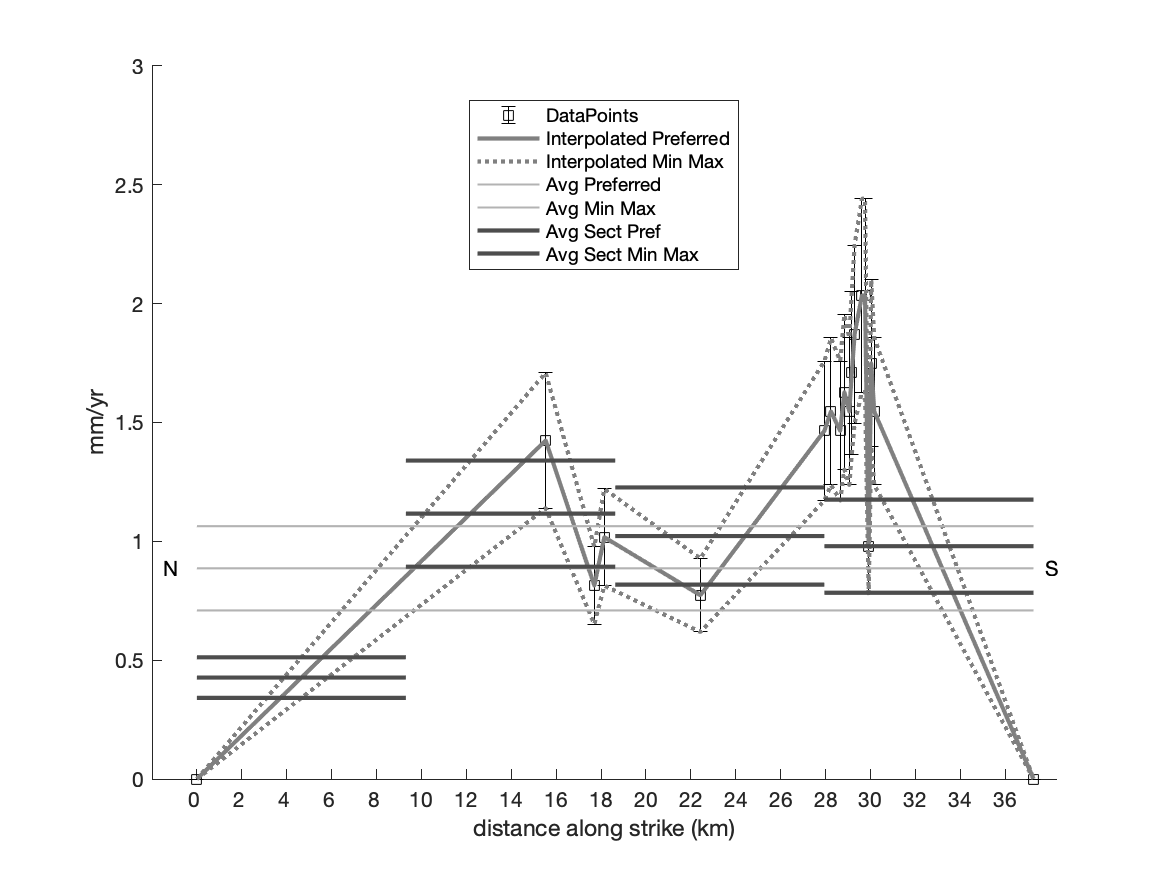 3
2.5
2
1.5
1
0.5
0
mm/yr
DataPoints
Interpolated Preferred
Interpolated Min Max
Avg Preferred
Avg Min Max
Avg Sect Pref
Avg Sect Min Max
N
S
0 2 4 6 8 10 12 14 16 18 20 22 24 26 28 30 32 34 36
distance along strike (km)